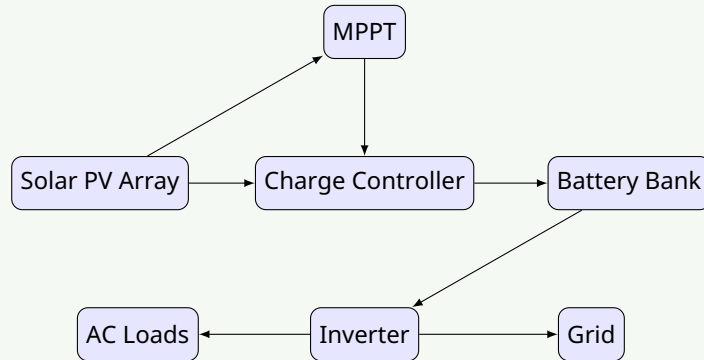 MPPT
Solar PV Array
Charge Controller
Battery Bank
AC Loads
Inverter
Grid